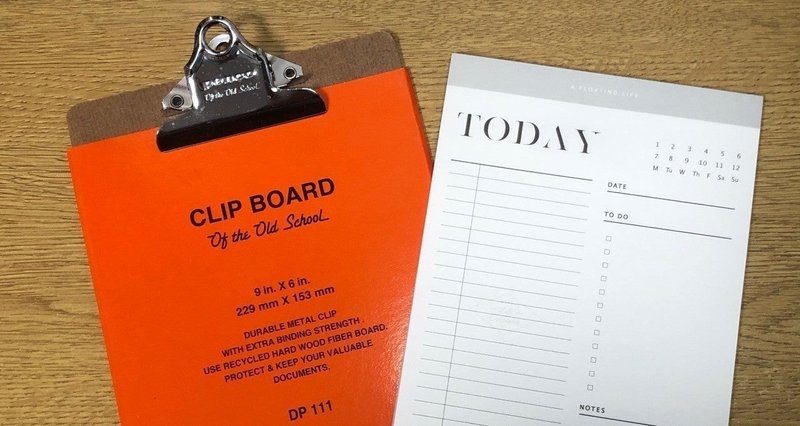 Of the Old School
CLIP BOARD
Of the Old School
9 in. X 6 in.
229 mm X 153 mm
DURABLE METAL CLIP
WITH EXTRA BINDING STRENGTH .
USE RECYCLED HARD WOOD FIBER BOARD.
PROTECT & KEEP YOUR VALUABLE
DOCUMENTS.
DP 111
A FLOATING LIFE
TODAY
1 2 3 4 5 6
7 8 9 10 11 12
M Tu W Th F Sa Su
DATE
TO DO
NOTES